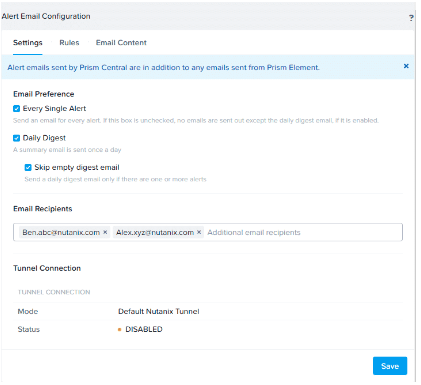 Alert Email Configuration
?
Settings Rules Email Content
Alert emails sent by Prism Central are in addition to any emails sent from Prism Element. ×
Email Preference
Every Single Alert
Send an email for every alert. If this box is unchecked, no emails are sent out except the daily digest email, if it is enabled.
Daily Digest
A summary email is sent once a day
Skip empty digest email
Send a daily digest email only if there are one or more alerts
Email Recipients
Ben.abc@nutanix.com × Alex.xyz@nutanix.com × Additional email recipients
Tunnel Connection
TUNNEL CONNECTION
Mode Default Nutanix Tunnel
Status DISABLED
Save